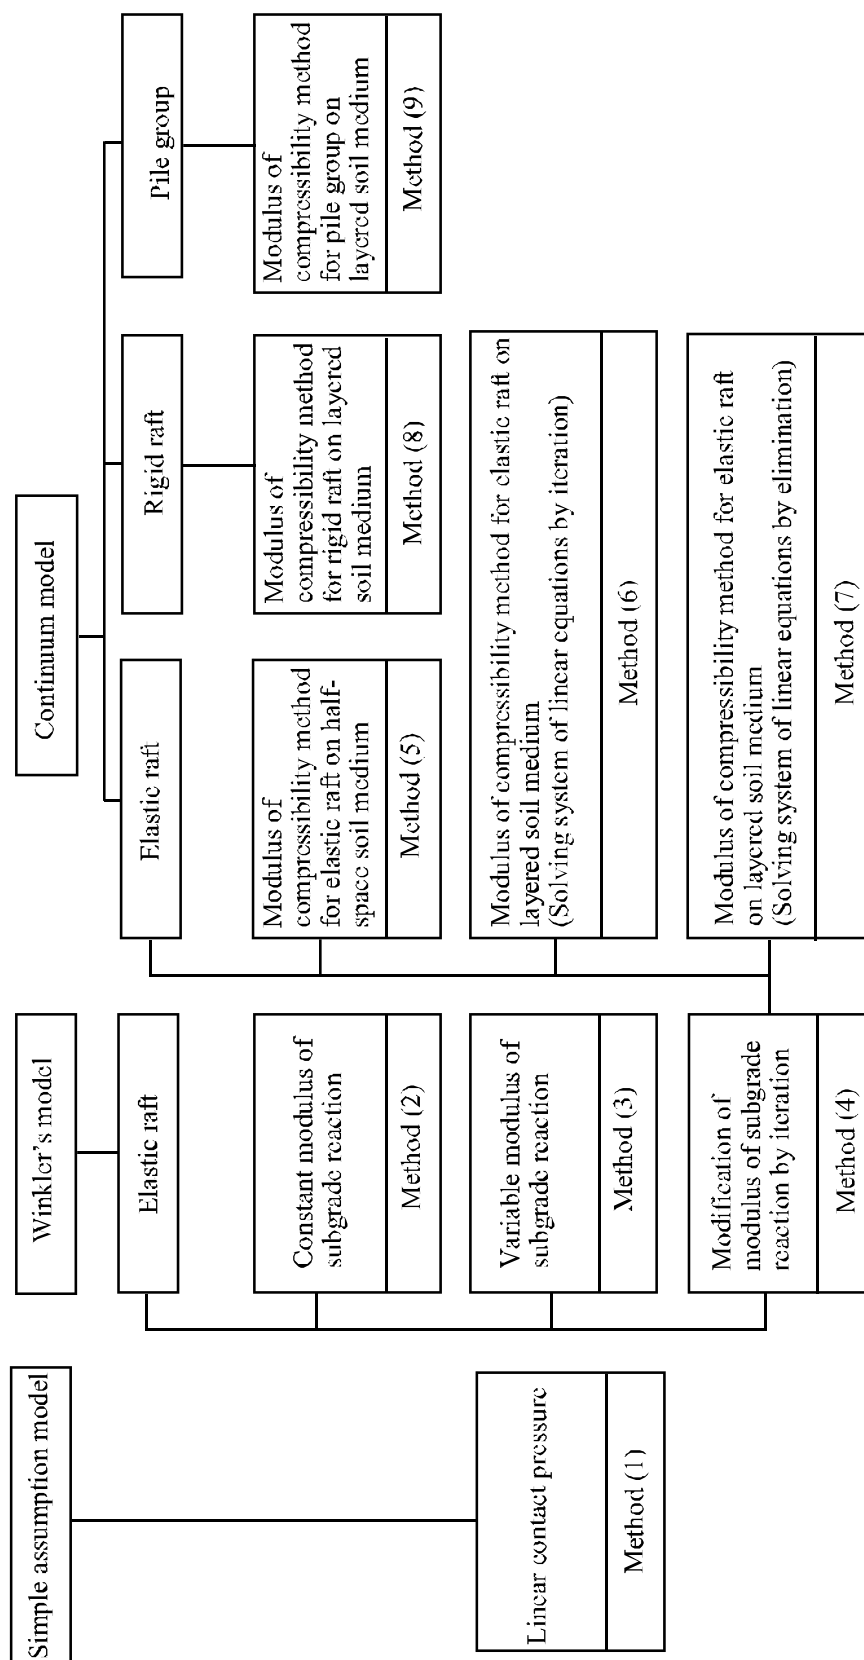 Simple assumption model
Winkler's model
Continuum model
Elastic raft
Elastic raft
Rigid raft
Pile group
Linear contact pressure
Method (1)
Constant modulus of
subgrade reaction
Method (2)
Variable modulus of
subgrade reaction
Method (3)
Modification of
modulus of subgrade
reaction by iteration
Method (4)
Modulus of
compressibility method
for elastic raft on half-
space soil medium
Method (5)
Modulus of compressibility method for elastic raft on
layered soil medium
(Solving system of linear equations by iteration)
Method (6)
Modulus of compressibility method for elastic raft
on layered soil medium
(Solving system of linear equations by elimination)
Method (7)
Modulus of
compressibility method
for rigid raft on layered
soil medium
Method (8)
Modulus of
compressibility method
for pile group on
layered soil medium
Method (9)